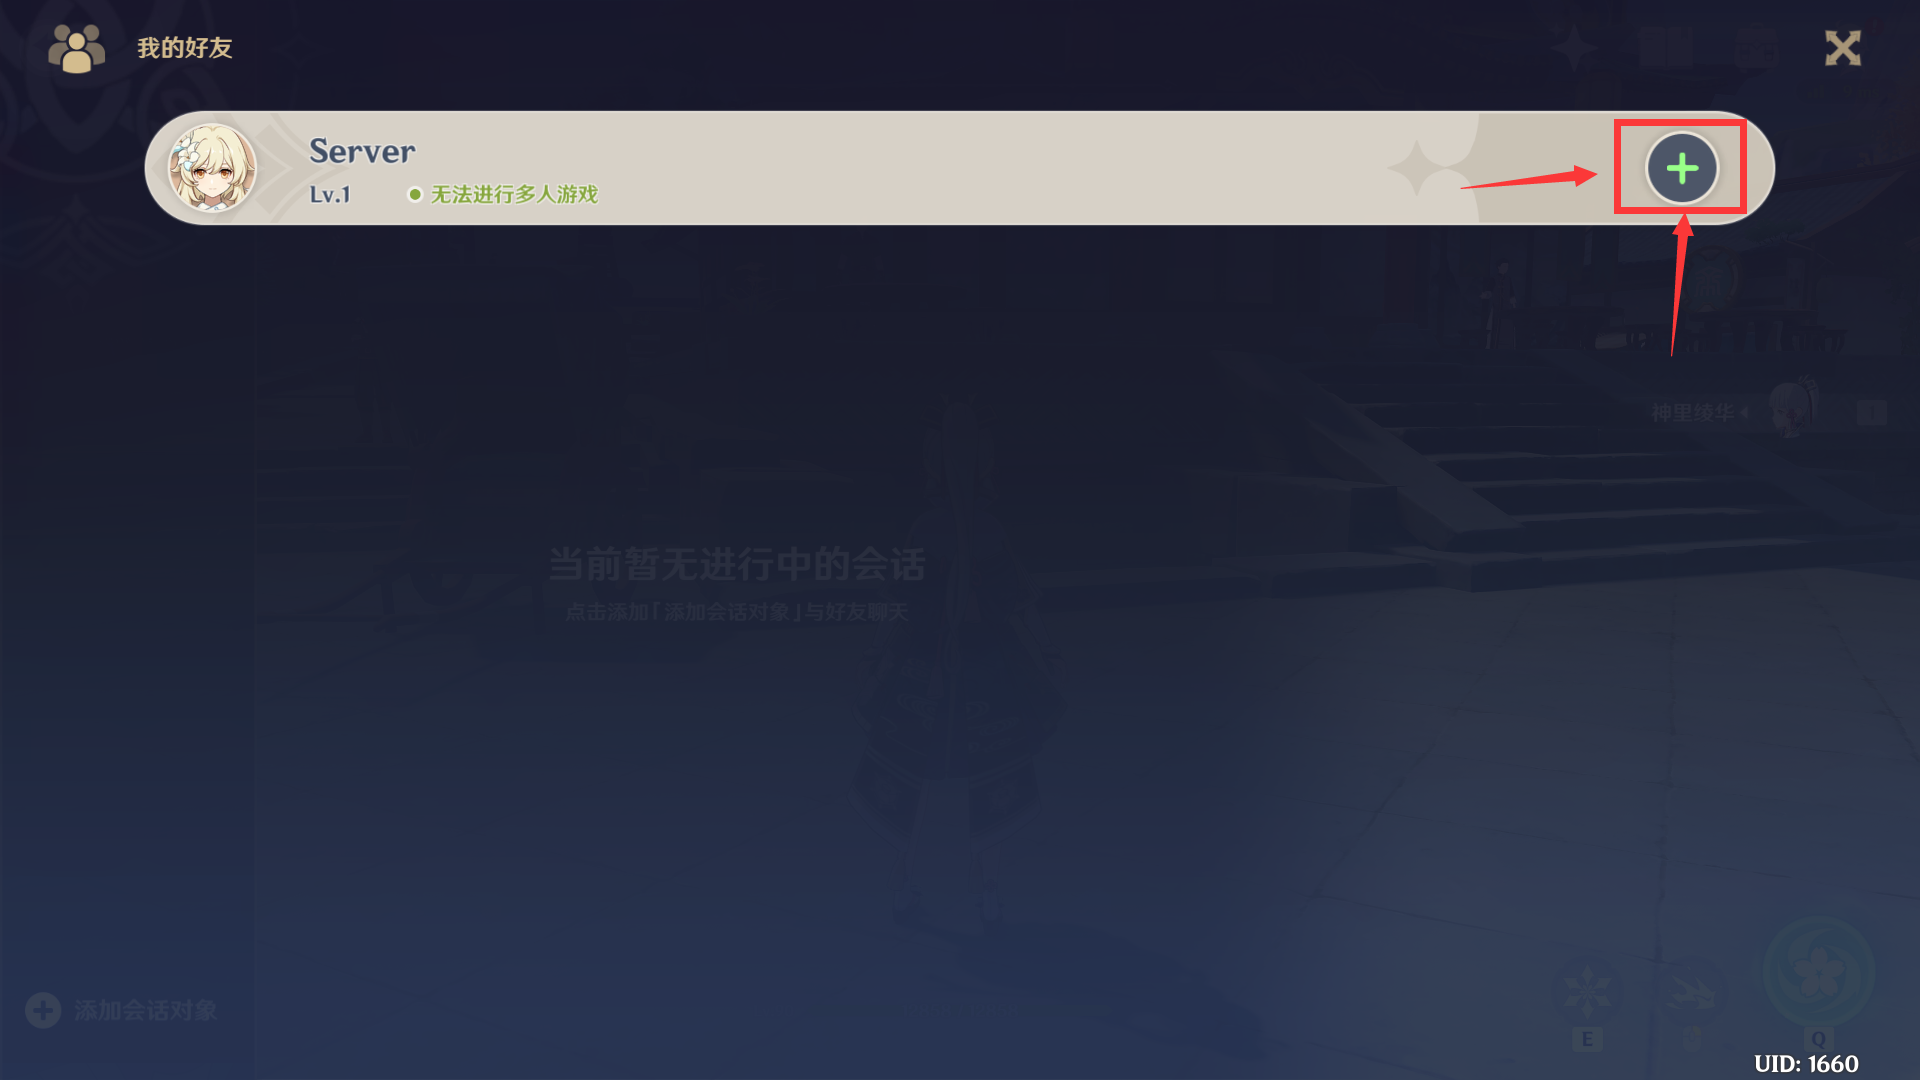 我的好友
Server
Lv.1
无法进行多人游戏
神里绫华
当前暂无进行中的会话
点击添加「添加会话对象」与好友聊天
添加会话对象
E
Q
UID: 1660